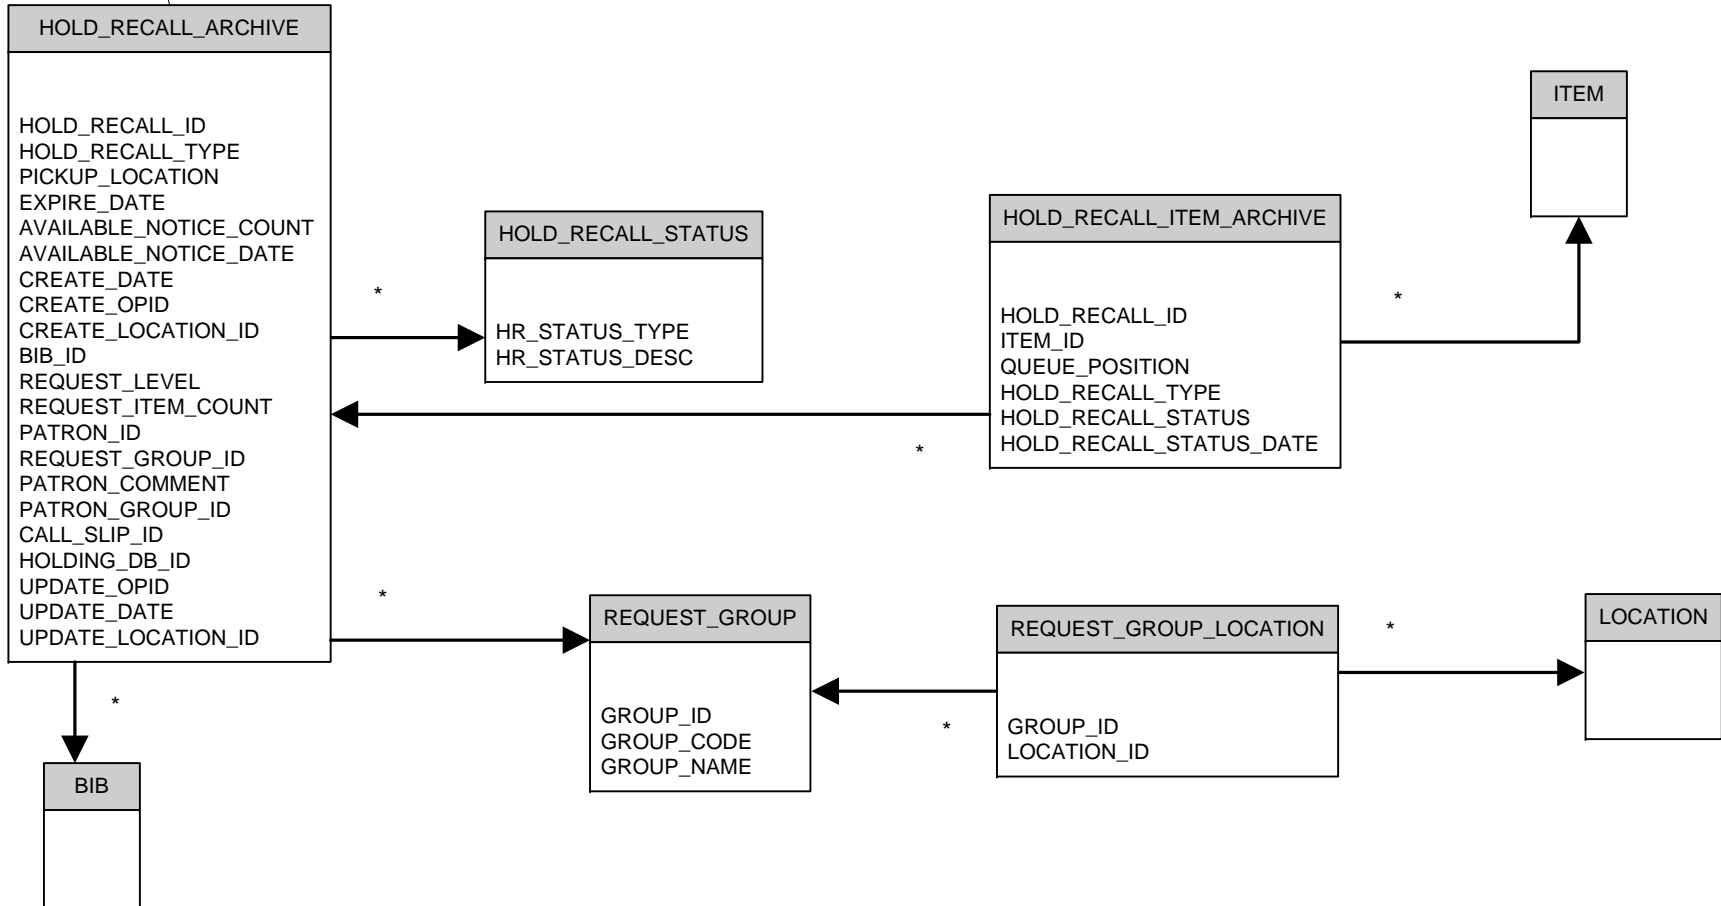 HOLD_RECALL_ARCHIVE
HOLD_RECALL_ID
HOLD_RECALL_TYPE
PICKUP_LOCATION
EXPIRE_DATE
AVAILABLE_NOTICE_COUNT
AVAILABLE_NOTICE_DATE
CREATE_DATE
CREATE_OPID
CREATE_LOCATION_ID
BIB_ID
REQUEST_LEVEL
REQUEST_ITEM_COUNT
PATRON_ID
REQUEST_GROUP_ID
PATRON_COMMENT
PATRON_GROUP_ID
CALL_SLIP_ID
HOLDING_DB_ID
UPDATE_OPID
UPDATE_DATE
UPDATE_LOCATION_ID
*
HOLD_RECALL_STATUS
HR_STATUS_TYPE
HR_STATUS_DESC
*
HOLD_RECALL_ITEM_ARCHIVE
HOLD_RECALL_ID
ITEM_ID
QUEUE_POSITION
HOLD_RECALL_TYPE
HOLD_RECALL_STATUS
HOLD_RECALL_STATUS_DATE
*
ITEM
*
REQUEST_GROUP
GROUP_ID
GROUP_CODE
GROUP_NAME
*
REQUEST_GROUP_LOCATION
GROUP_ID
LOCATION_ID
*
LOCATION
*
BIB